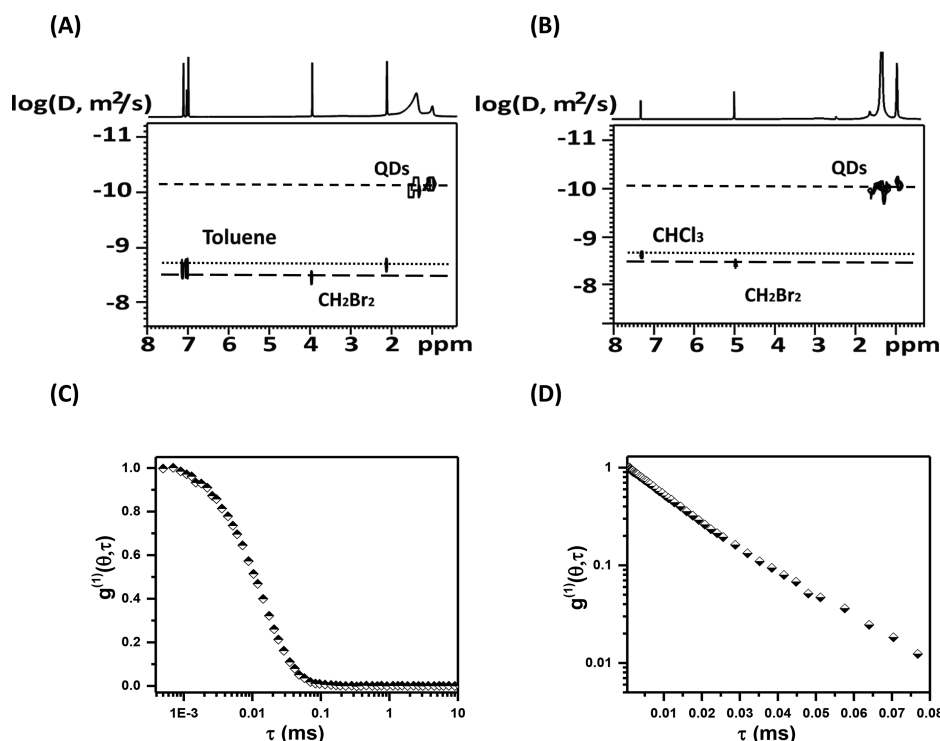 (A)
(B)
log(D, m²/s)
-11
-10
-9
-8
QDs
Toluene
CH₂Br₂
8 7 6 5 4 3 2 ppm
log(D, m²/s)
-11
-10
-9
-8
QDs
CHCl₃
CH₂Br₂
8 7 6 5 4 3 2 ppm
(C)
(D)
g⁽¹⁾(θ,τ)
1.0
0.8
0.6
0.4
0.2
0.0
1E-3 0.01 0.1 1 10
τ (ms)
g⁽¹⁾(θ,τ)
1
0.1
0.01
0.01 0.02 0.03 0.04 0.05 0.06 0.07 0.08
τ (ms)